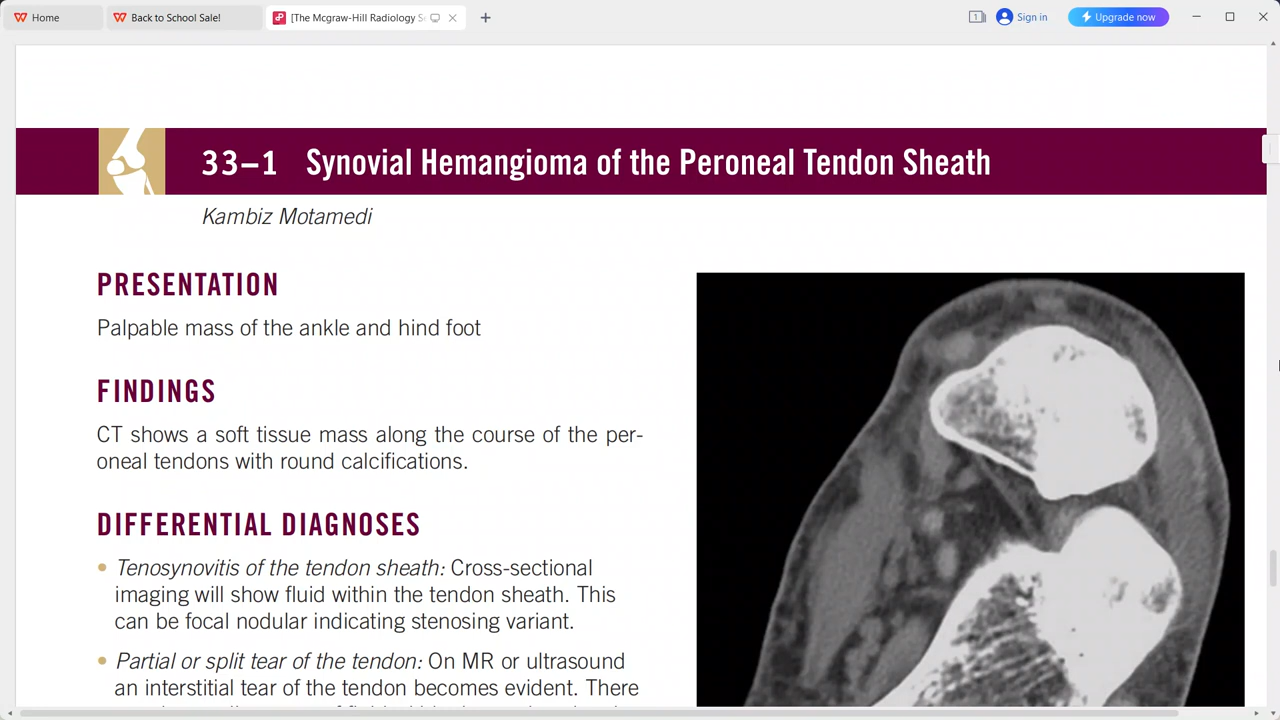 Home
Back to School Sale!
[The Mcgraw-Hill Radiology S
1
Sign in
Upgrade now
33–1 Synovial Hemangioma of the Peroneal Tendon Sheath
Kambiz Motamedi
PRESENTATION
Palpable mass of the ankle and hind foot
FINDINGS
CT shows a soft tissue mass along the course of the per-
oneal tendons with round calcifications.
DIFFERENTIAL DIAGNOSES
• Tenosynovitis of the tendon sheath: Cross-sectional
imaging will show fluid within the tendon sheath. This
can be focal nodular indicating stenosing variant.
• Partial or split tear of the tendon: On MR or ultrasound
an interstitial tear of the tendon becomes evident. There